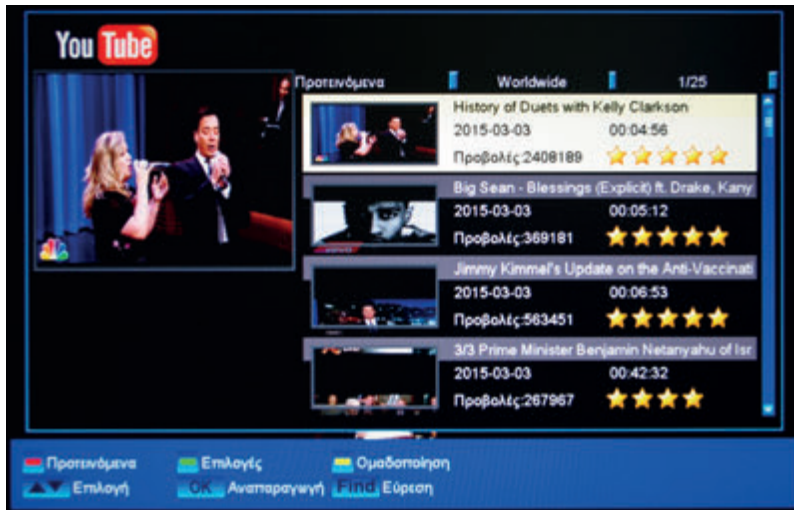 You Tube
Προτεινόμενα Worldwide 1/25
History of Duets with Kelly Clarkson
2015-03-03 00:04:56
Προβολές:2408189
Big Sean - Blessings (Explicit) ft. Drake, Kany
2015-03-03 00:05:12
Προβολές:369181
Jimmy Kimmel's Update on the Anti-Vaccinati
2015-03-03 00:06:53
Προβολές:563451
3/3 Prime Minister Benjamin Netanyahu of Isr
2015-03-03 00:42:32
Προβολές:267967
Προτεινόμενα Επιλογές Ομαδοποίηση
Επιλογή OK Αναπαραγωγή Find Εύρεση